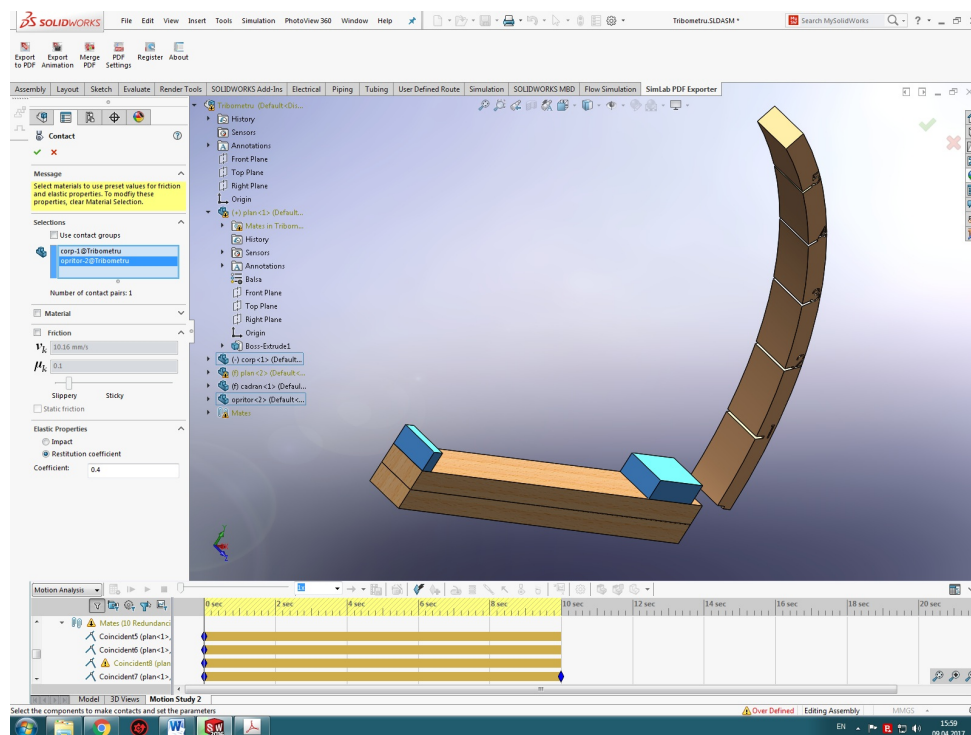 SOLIDWORKS File Edit View Insert Tools Simulation PhotoView 360 Window Help Tribometru.SLDASM * Search MySolidWorks
Export to PDF
Export Animation
Merge PDF
PDF Settings
Register
About
Assembly Layout Sketch Evaluate Render Tools SOLIDWORKS Add-Ins Electrical Piping Tubing User Defined Route Simulation SOLIDWORKS MBD Flow Simulation SimLab PDF Exporter
Contact
Message
Select materials to use preset values for friction
and elastic properties. To modfiy these
properties, clear Material Selection.
Selections
Use contact groups
corp-1@Tribometru
opritor-2@Tribometru
Number of contact pairs: 1
Material
Friction
10.16 mm/s
0.1
Slippery Sticky
Static friction
Elastic Properties
Impact
Restitution coefficient
Coefficient: 0.4
Tribometru (Default<Dis...
History
Sensors
Annotations
Front Plane
Top Plane
Right Plane
Origin
(+) plan<1> (Default...
Mates in Tribom...
History
Sensors
Annotations
Balsa
Front Plane
Top Plane
Right Plane
Origin
Boss-Extrude1
(-) corp<1> (Default...
(f) plan<2> (Default<...
(f) cadran<1> (Defaul...
opritor<2> (Default<...
Mates
Motion Analysis
0 sec 2 sec 4 sec 6 sec 8 sec 10 sec 12 sec 14 sec 16 sec 18 sec 20 sec
Mates (10 Redundanci
Coincident5 (plan<1>,
Coincident6 (plan<1>,
Coincident8 (plan
Coincident7 (plan<1>,
Model 3D Views Motion Study 2
Select the components to make contacts and set the parameters Over Defined Editing Assembly MMGS
EN 15:59
09.04.2017